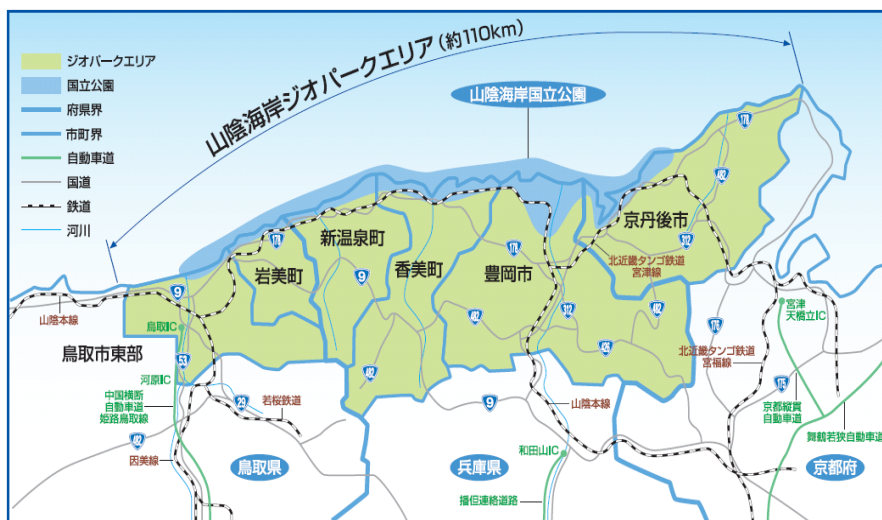 山陰海岸ジオパークエリア(約110km)
ジオパークエリア
国立公園
府県界
市町界
自動車道
国道
鉄道
河川
山陰海岸国立公園
178
482
京丹後市
312
新温泉町
178
岩美町
9
香美町
豊岡市
178
北近畿タンゴ鉄道
宮津線
9
山陰本線
鳥取IC
482
312
482
鳥取市東部
53
482
426
176
宮津
天橋立IC
北近畿タンゴ鉄道
宮福線
河原IC
中国横断
自動車道
姫路鳥取線
29
若桜鉄道
9
山陰本線
175
京都縦貫
自動車道
482
因美線
鳥取県
兵庫県
和田山IC
播但連絡道路
舞鶴若狭自動車道
京都府